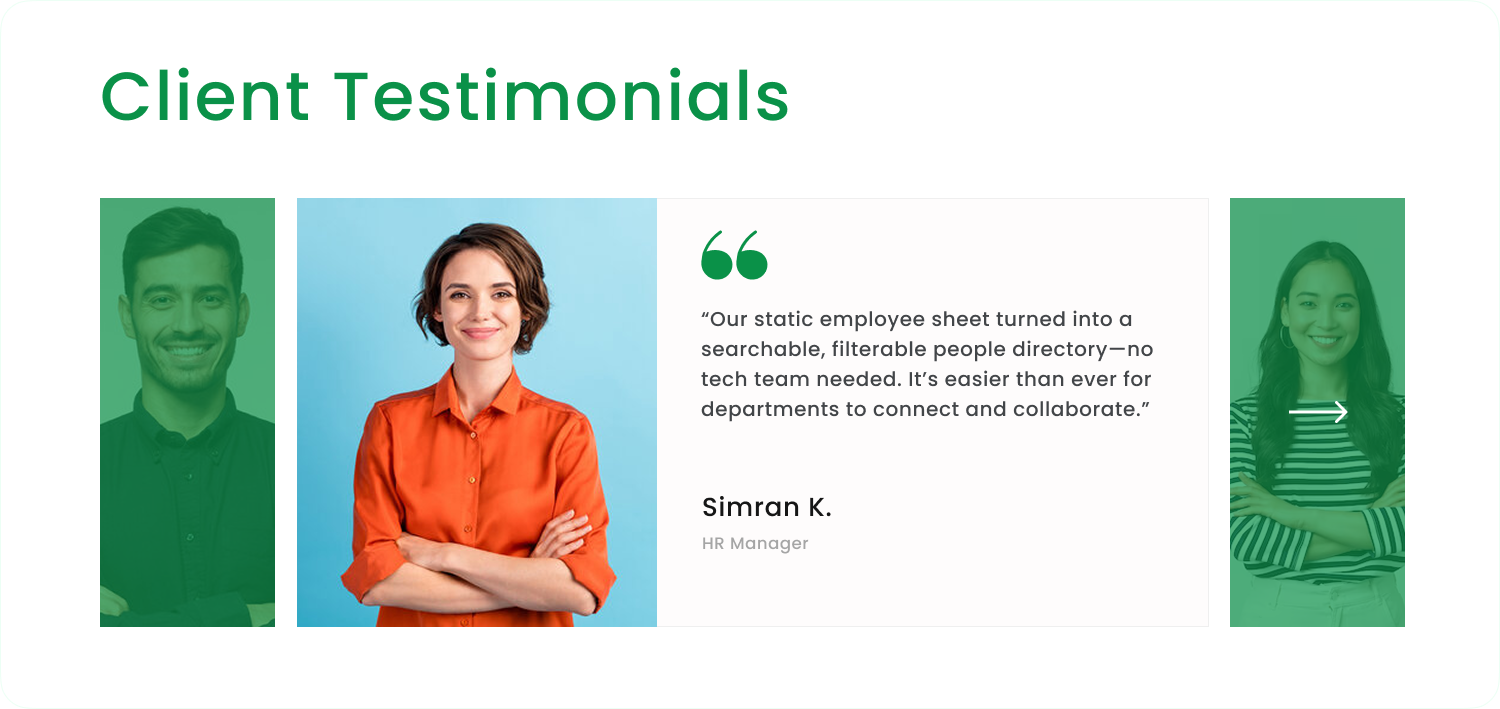 Client Testimonials
“Our static employee sheet turned into a
searchable, filterable people directory—no
tech team needed. It’s easier than ever for
departments to connect and collaborate.”
Simran K.
HR Manager